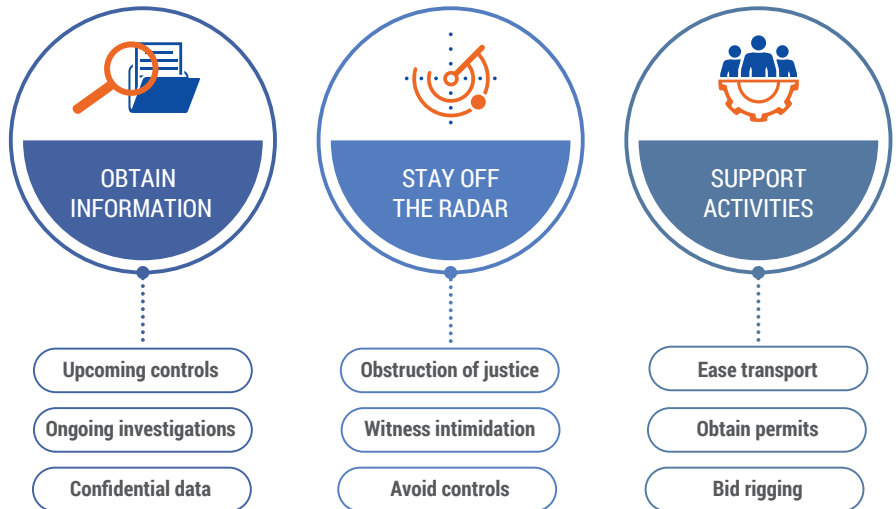 OBTAIN
INFORMATION
Upcoming controls
Ongoing investigations
Confidential data
STAY OFF
THE RADAR
Obstruction of justice
Witness intimidation
Avoid controls
SUPPORT
ACTIVITIES
Ease transport
Obtain permits
Bid rigging